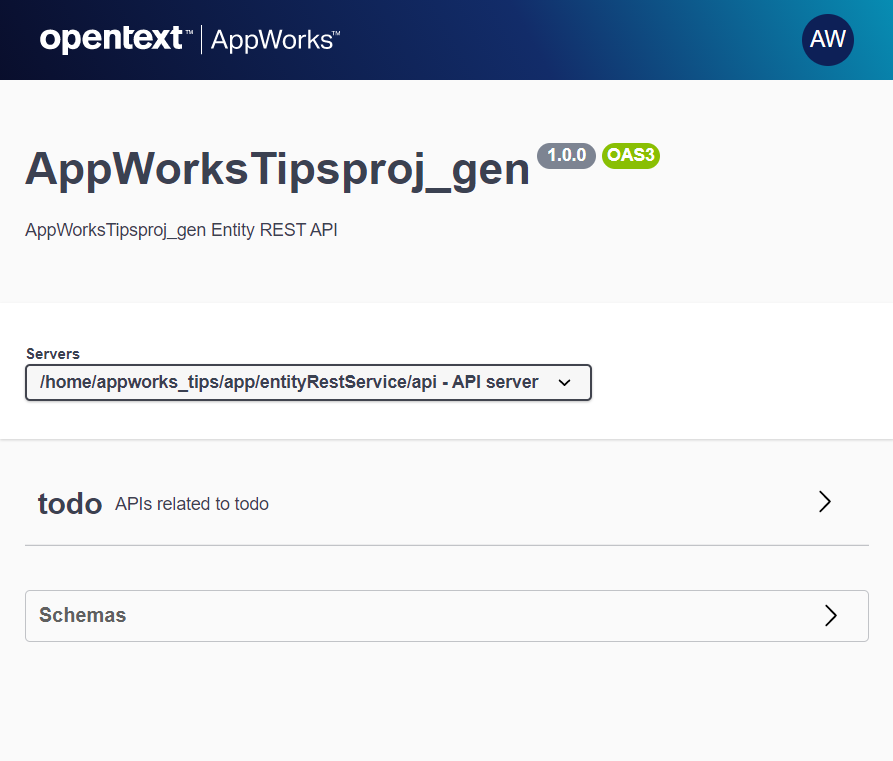 opentext™ | AppWorks™
AW
AppWorksTipsproj_gen 1.0.0 OAS3
AppWorksTipsproj_gen Entity REST API
Servers
/home/appworks_tips/app/entityRestService/api - API server
todo APIs related to todo
Schemas